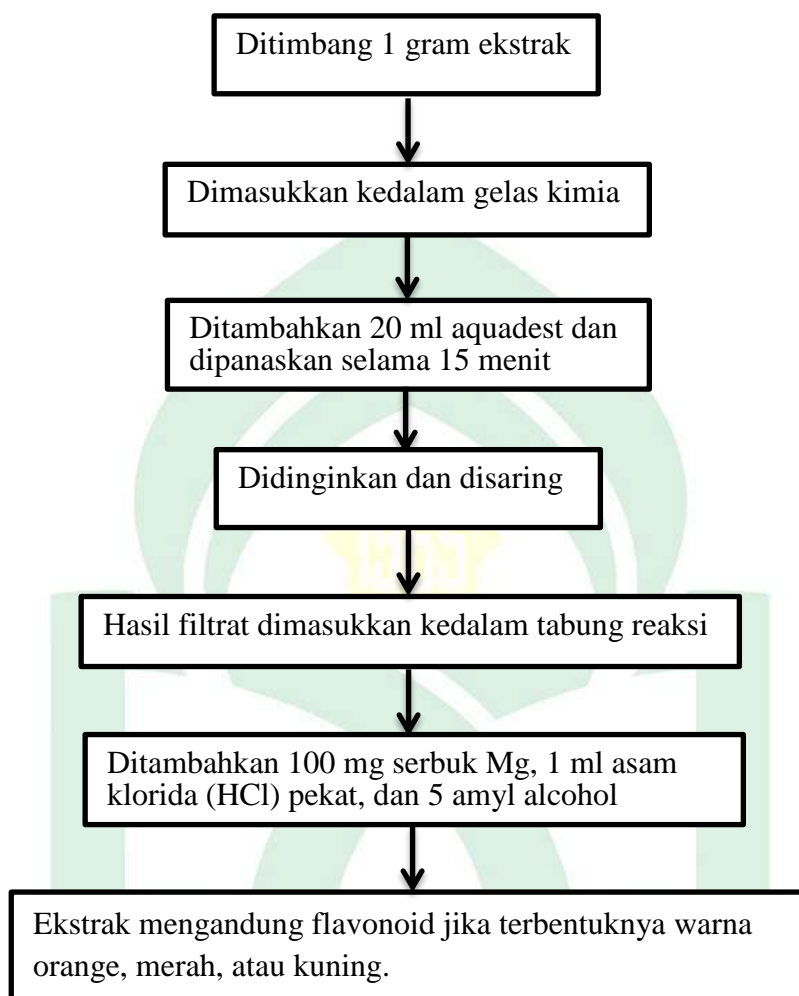 Ditimbang 1 gram ekstrak
Dimasukkan kedalam gelas kimia
Ditambahkan 20 ml aquadest dan
dipanaskan selama 15 menit
Didinginkan dan disaring
Hasil filtrat dimasukkan kedalam tabung reaksi
Ditambahkan 100 mg serbuk Mg, 1 ml asam
klorida (HCl) pekat, dan 5 amyl alcohol
Ekstrak mengandung flavonoid jika terbentuknya warna
orange, merah, atau kuning.